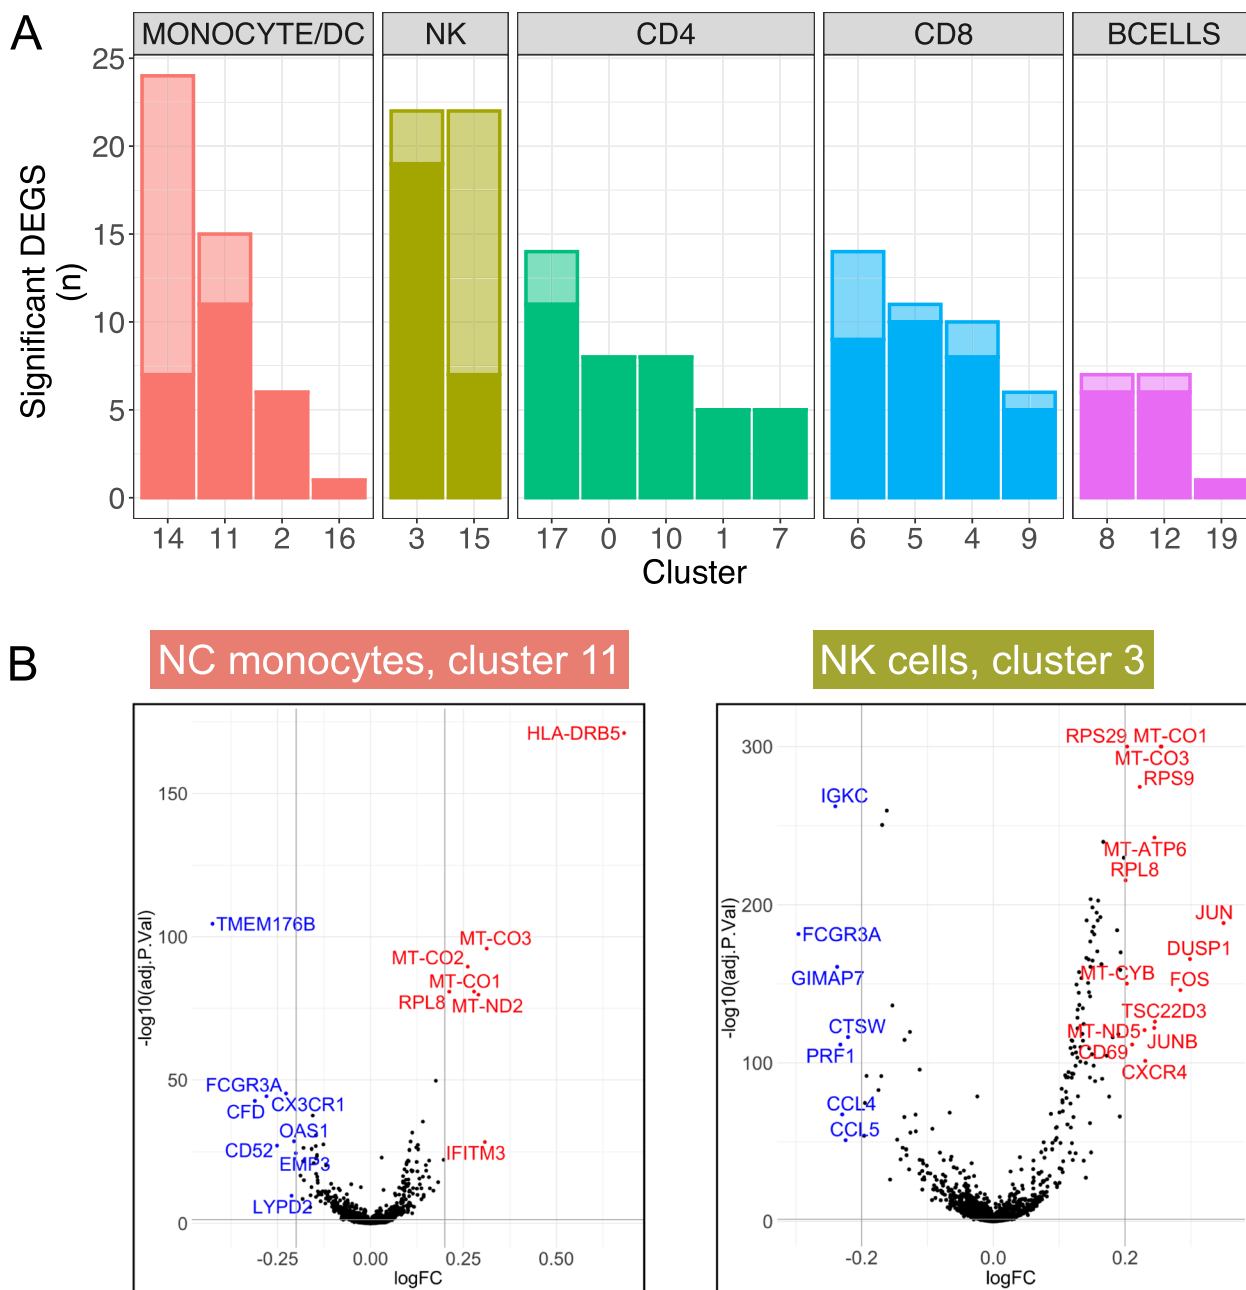 A
MONOCYTE/DC NK CD4 CD8 BCELLS
Significant DEGS
(n)
25
20
15
10
5
0
14 11 2 16 3 15 17 0 10 1 7 6 5 4 9 8 12 19
Cluster
B
NC monocytes, cluster 11
-log10(adj.P.Val)
150
100
50
0
HLA-DRB5
TMEM176B
MT-CO3
MT-CO2
MT-CO1
RPL8 MT-ND2
FCGR3A
CFD CX3CR1
OAS1
CD52
EMP3
IFITM3
LYPD2
-0.25 0.00 0.25 0.50
logFC
NK cells, cluster 3
-log10(adj.P.Val)
300
200
100
0
RPS29 MT-CO1
MT-CO3
RPS9
IGKC
MT-ATP6
RPL8
JUN
FCGR3A
DUSP1
GIMAP7
MT-CYB
FOS
TSC22D3
CTSW
MT-ND5
JUNB
PRF1
CD69
CXCR4
CCL4
CCL5
-0.2 0.0 0.2
logFC